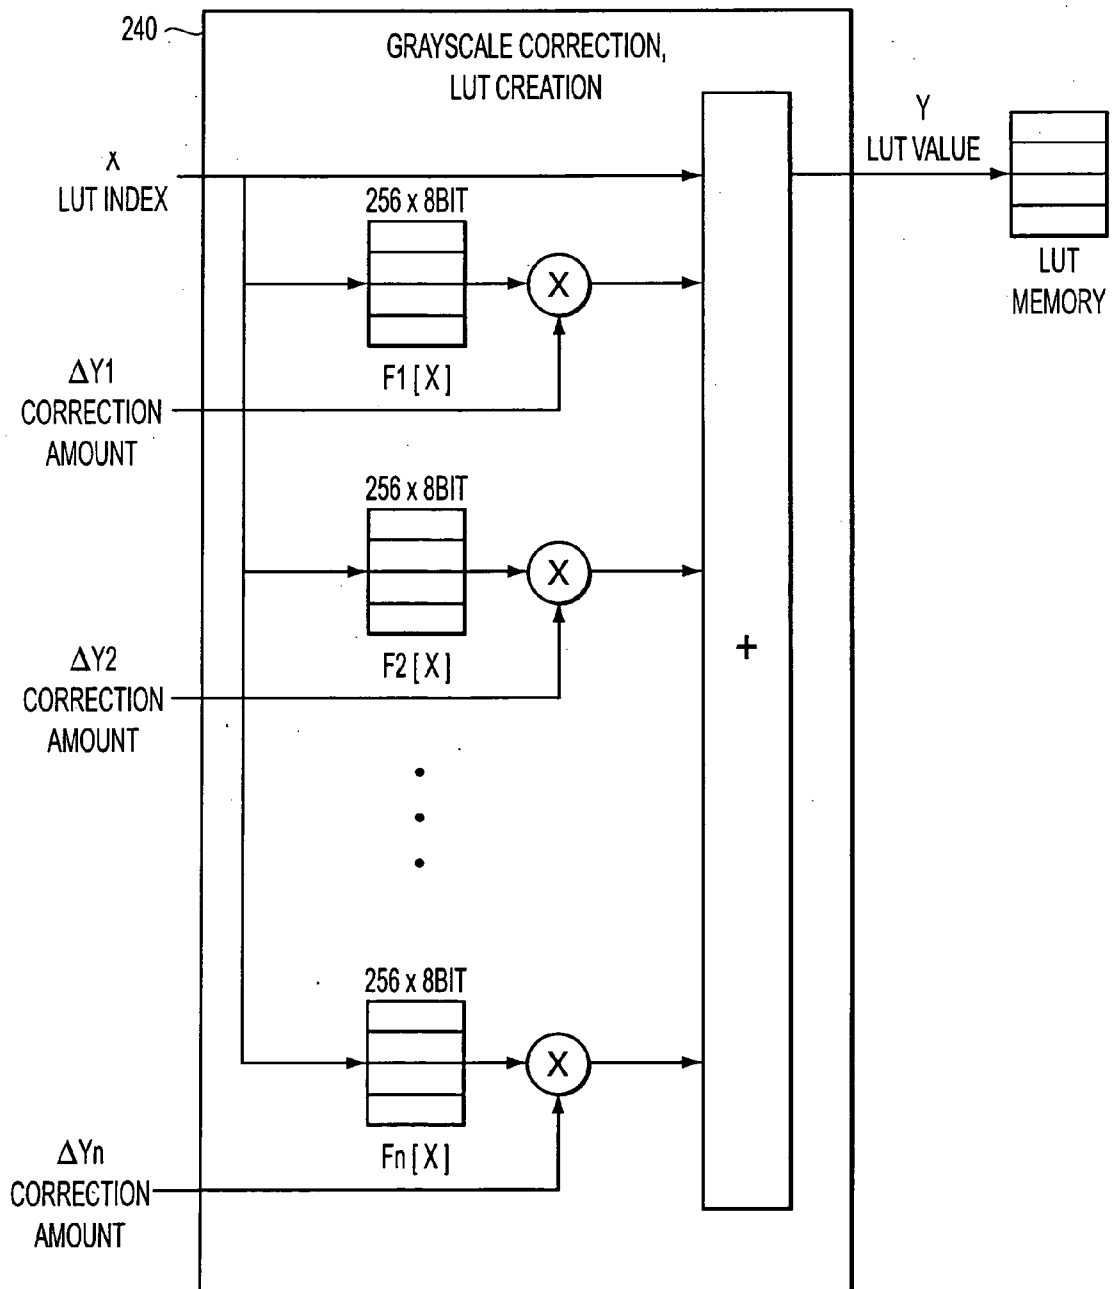 240
GRAYSCALE CORRECTION,
LUT CREATION
X
LUT INDEX
Y
LUT VALUE
LUT
MEMORY
256 x 8BIT
X
F1 [ X ]
ΔY1
CORRECTION
AMOUNT
256 x 8BIT
X
F2 [ X ]
+
ΔY2
CORRECTION
AMOUNT
256 x 8BIT
X
Fn [ X ]
ΔYn
CORRECTION
AMOUNT